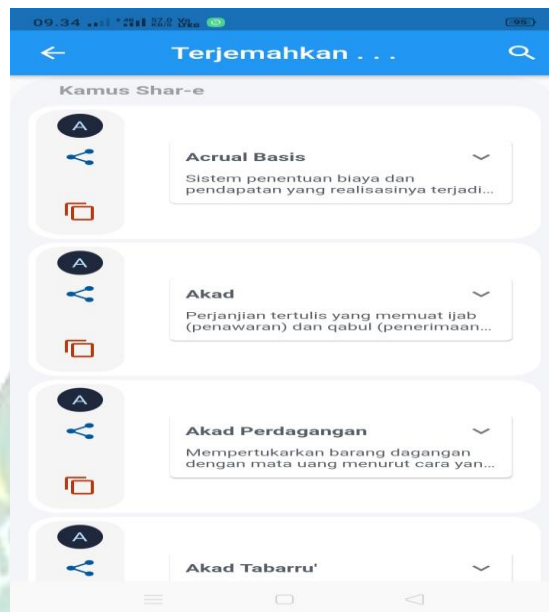 09.34
95
Terjemahkan . . .
Kamus Shar-e
A
Acrual Basis
Sistem penentuan biaya dan
pendapatan yang realisasinya terjadi...
A
Akad
Perjanjian tertulis yang memuat ijab
(penawaran) dan qabul (penerimaan...
A
Akad Perdagangan
Mempertukarkan barang dagangan
dengan mata uang menurut cara yan...
A
Akad Tabarru'